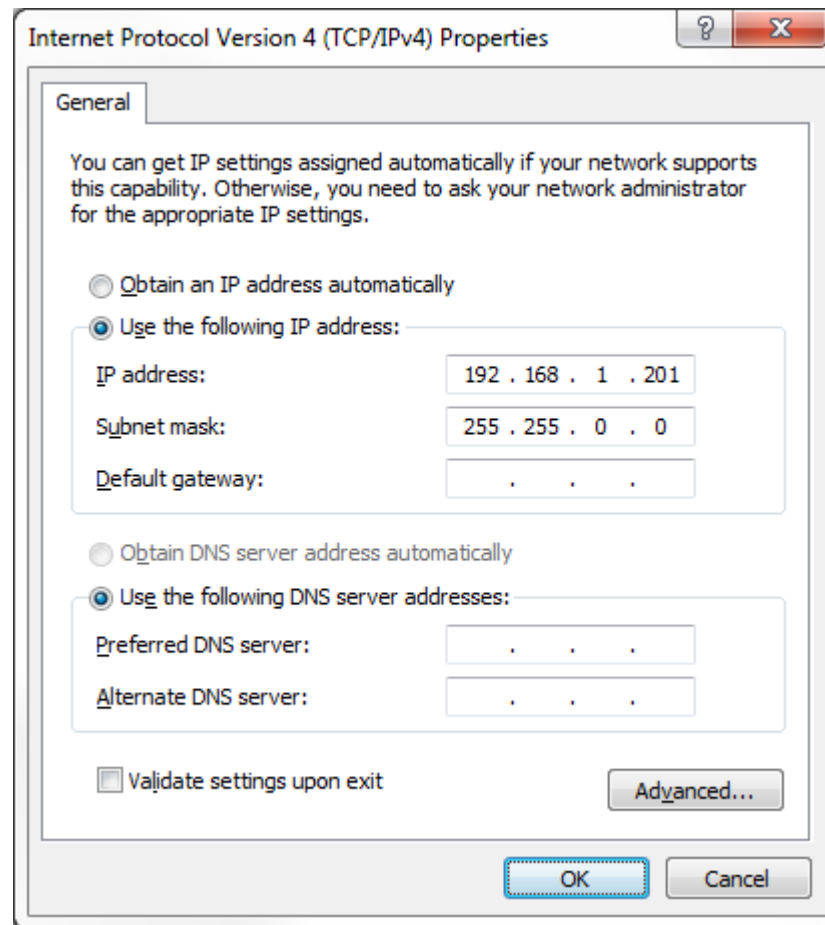 Internet Protocol Version 4 (TCP/IPv4) Properties
General
You can get IP settings assigned automatically if your network supports
this capability. Otherwise, you need to ask your network administrator
for the appropriate IP settings.
Obtain an IP address automatically
Use the following IP address:
IP address: 192 . 168 . 1 . 201
Subnet mask: 255 . 255 . 0 . 0
Default gateway: . . .
Obtain DNS server address automatically
Use the following DNS server addresses:
Preferred DNS server: . . .
Alternate DNS server: . . .
Validate settings upon exit
Advanced...
OK Cancel